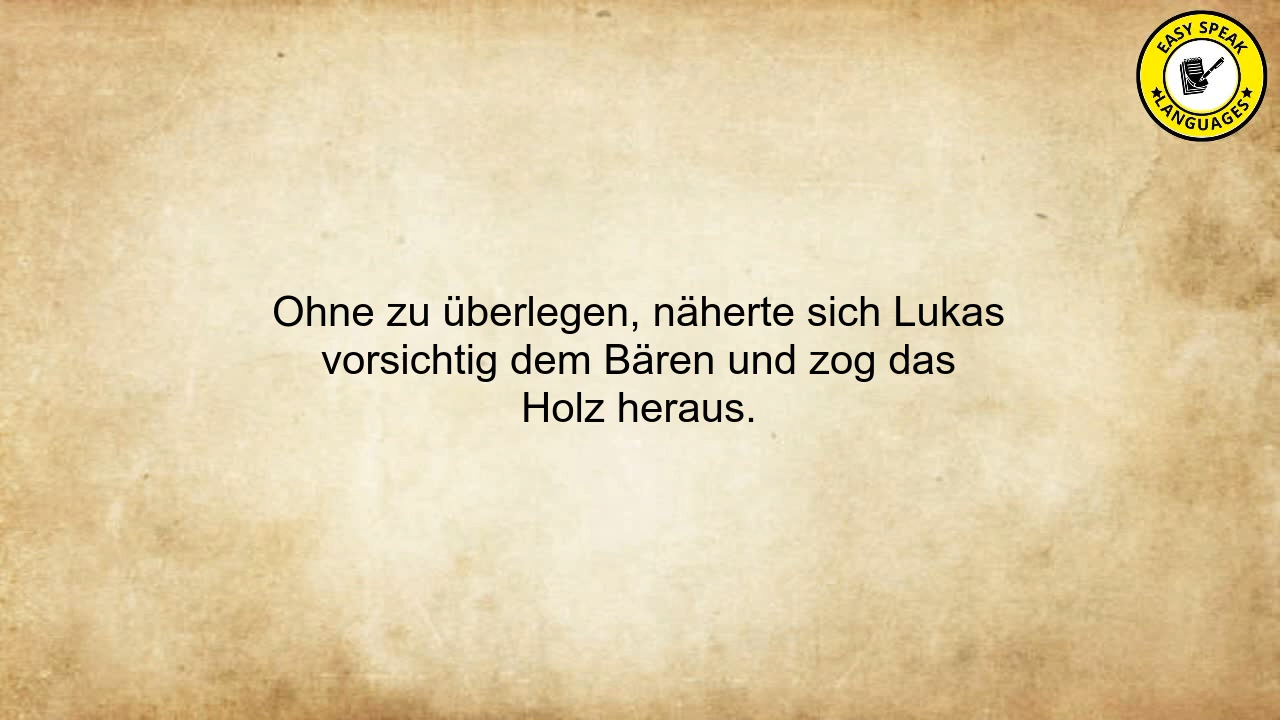 EASY SPEAK
LANGUAGES
Ohne zu überlegen, näherte sich Lukas
vorsichtig dem Bären und zog das
Holz heraus.